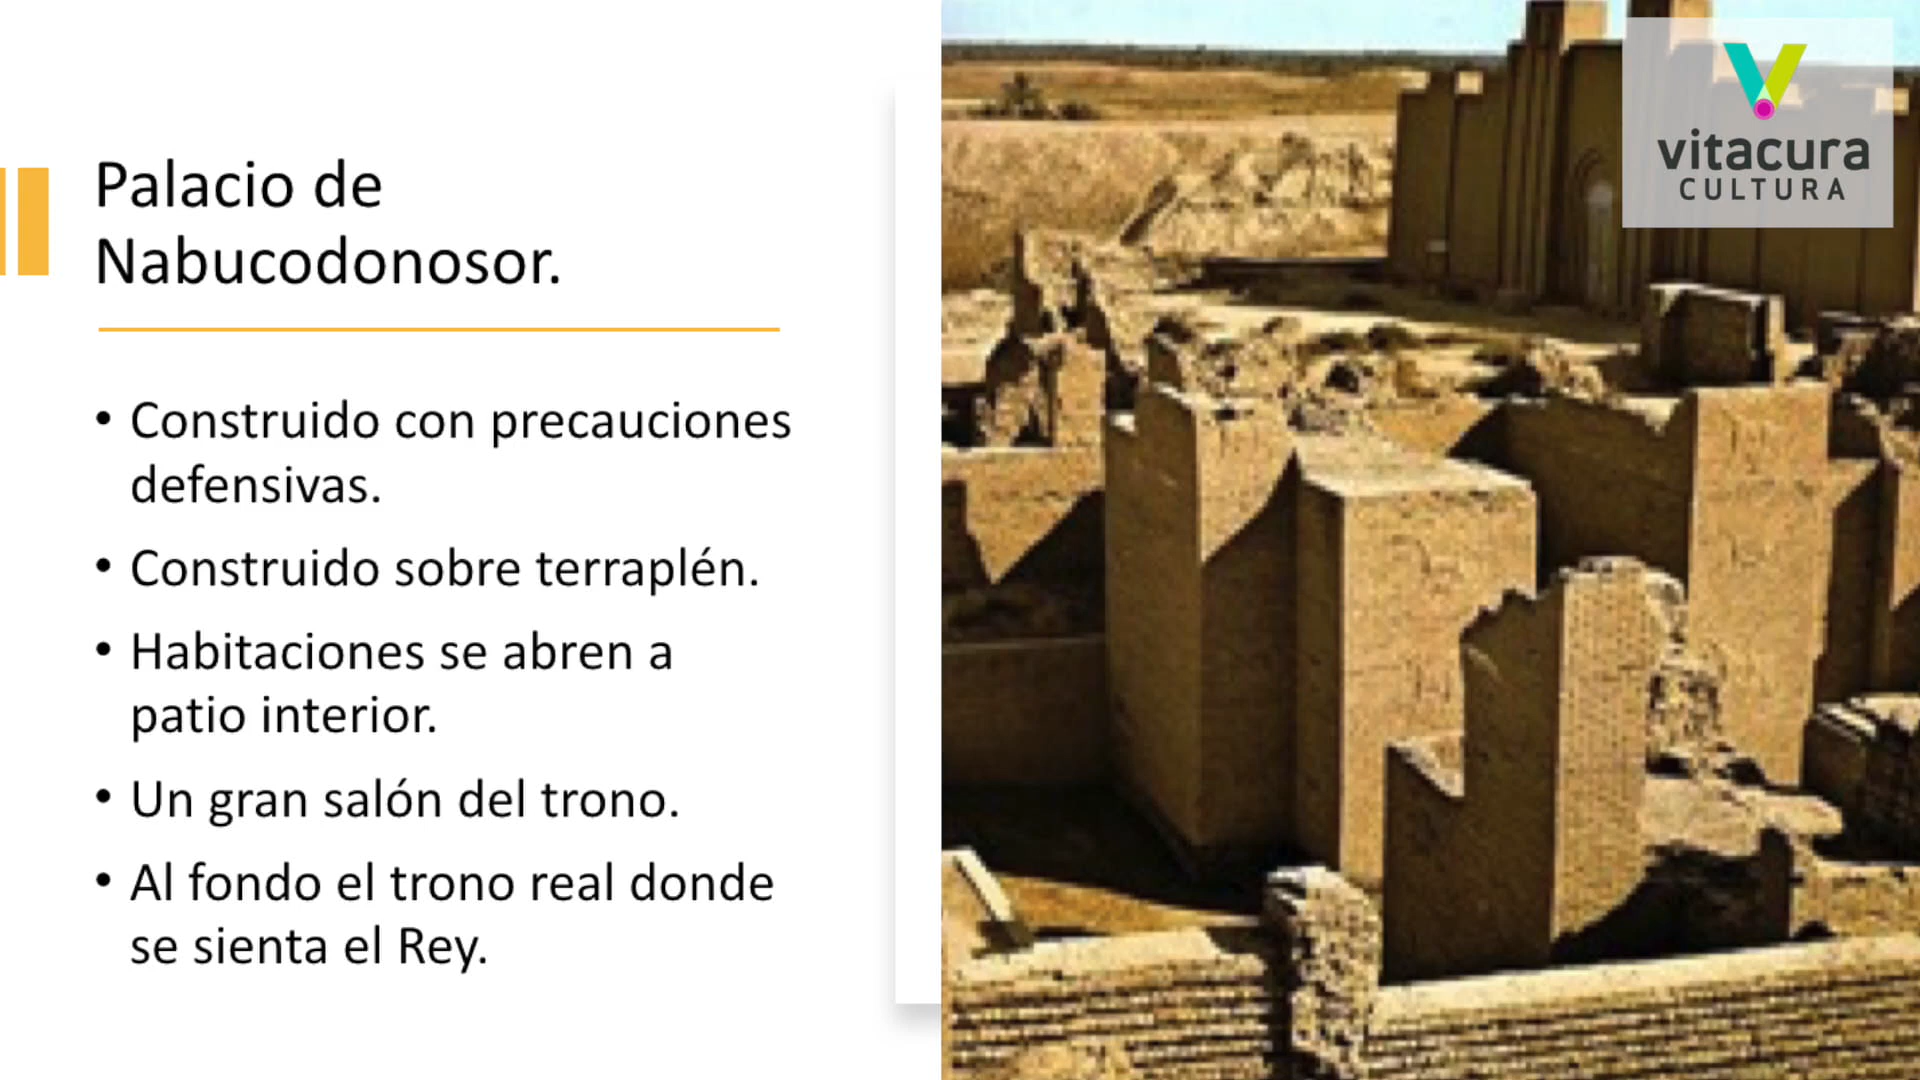 Palacio de
Nabucodonosor.
• Construido con precauciones
defensivas.
• Construido sobre terraplén.
• Habitaciones se abren a
patio interior.
• Un gran salón del trono.
• Al fondo el trono real donde
se sienta el Rey.
vitacura
CULTURA